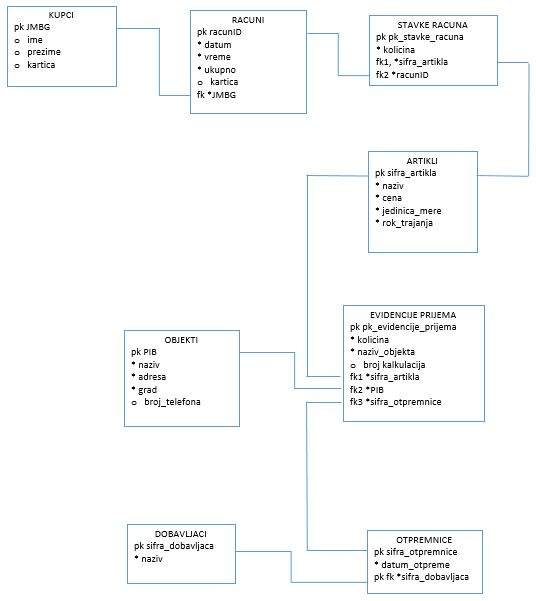 KUPCI
pk JMBG
o ime
o prezime
o kartica
RACUNI
pk racunID
* datum
* vreme
* ukupno
o kartica
fk *JMBG
STAVKE RACUNA
pk pk_stavke_racuna
* kolicina
fk1, *sifra_artikla
fk2 *racunID
ARTIKLI
pk sifra_artikla
* naziv
* cena
* jedinica_mere
* rok_trajanja
EVIDENCIJE PRIJEMA
pk pk_evidencije_prijema
* kolicina
* naziv_objekta
o broj kalkulacija
fk1 *sifra_artikla
fk2 *PIB
fk3 *sifra_otpremnice
OBJEKTI
pk PIB
* naziv
* adresa
* grad
o broj_telefona
DOBAVLJACI
pk sifra_dobavljaca
* naziv
OTPREMNICE
pk sifra_otpremnice
* datum_otpreme
pk fk *sifra_dobavljaca